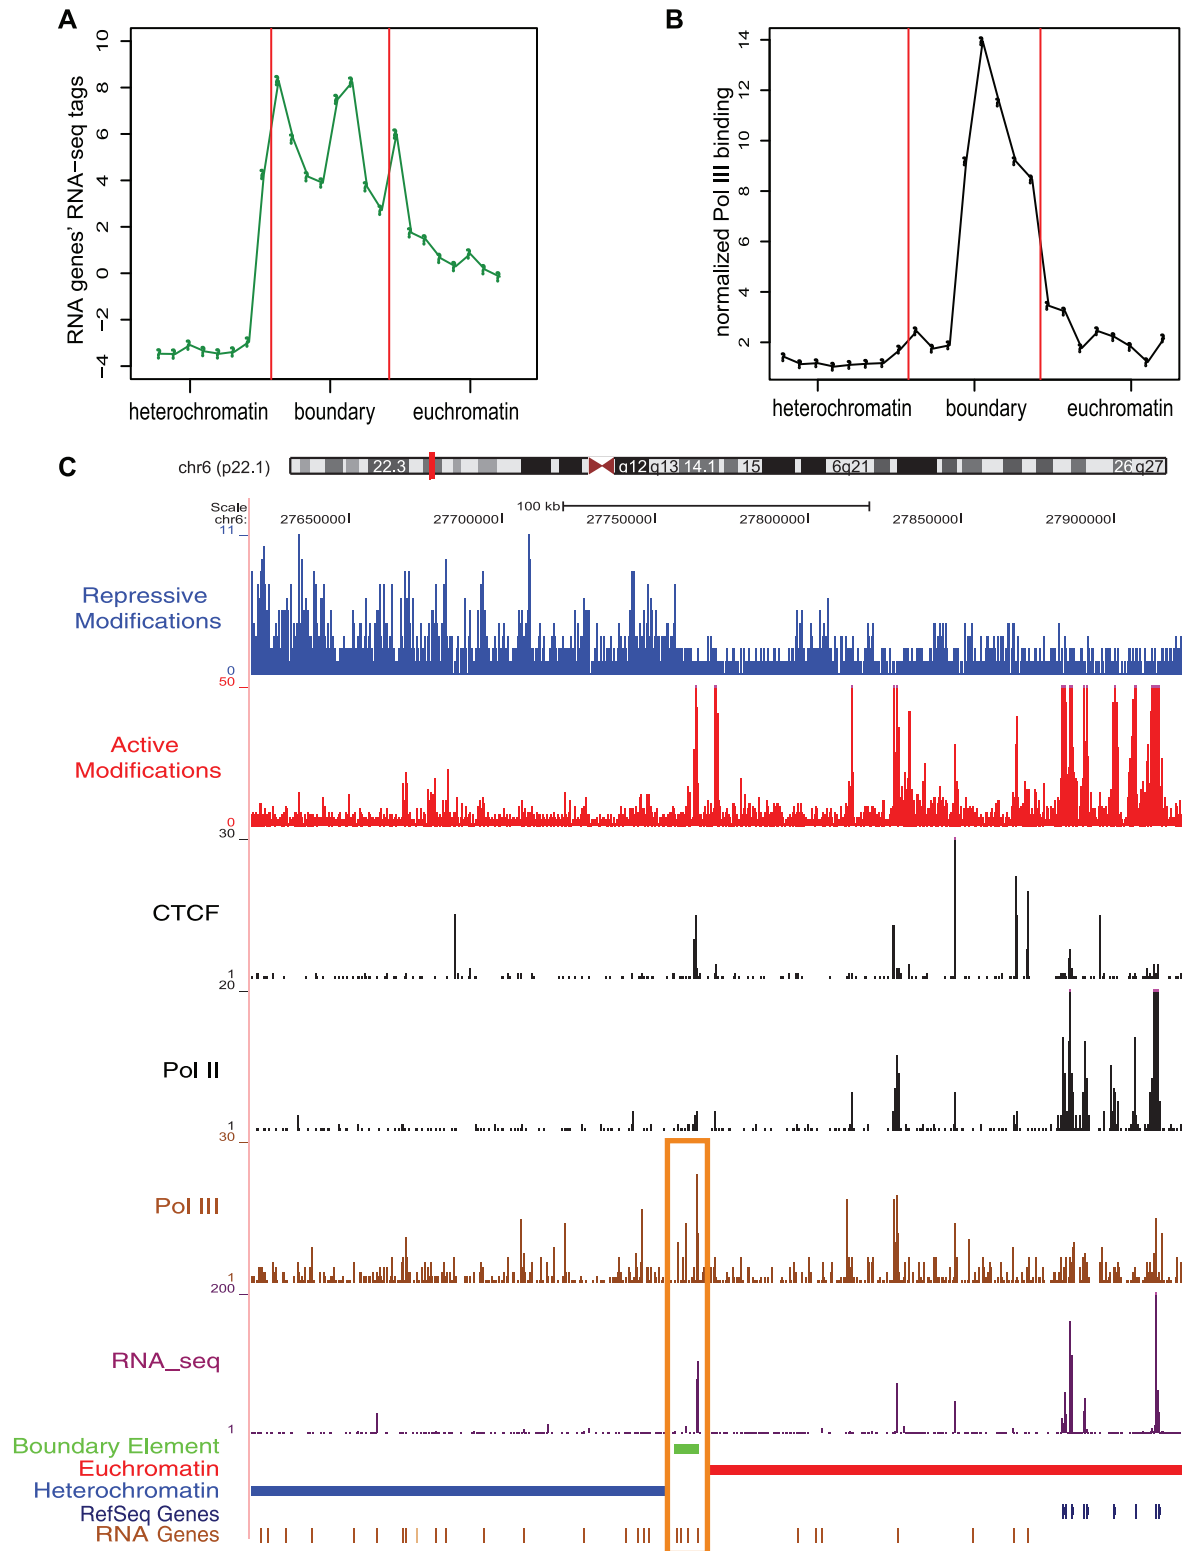 A
RNA genes' RNA−seq tags
10
8
6
4
2
0
−2
−4
heterochromatin boundary euchromatin
B
normalized Pol III binding
14
12
10
8
6
4
2
heterochromatin boundary euchromatin
C
chr6 (p22.1) 22.3 q12 q13 14.1 15 6q21 26 q27
Scale 100 kb
chr6: 27650000 27700000 27750000 27800000 27850000 27900000
11
Repressive
Modifications
0
50
Active
Modifications
0
30
CTCF
1
20
Pol II
1
30
Pol III
1
200
RNA_seq
1
Boundary Element
Euchromatin
Heterochromatin
RefSeq Genes
RNA Genes